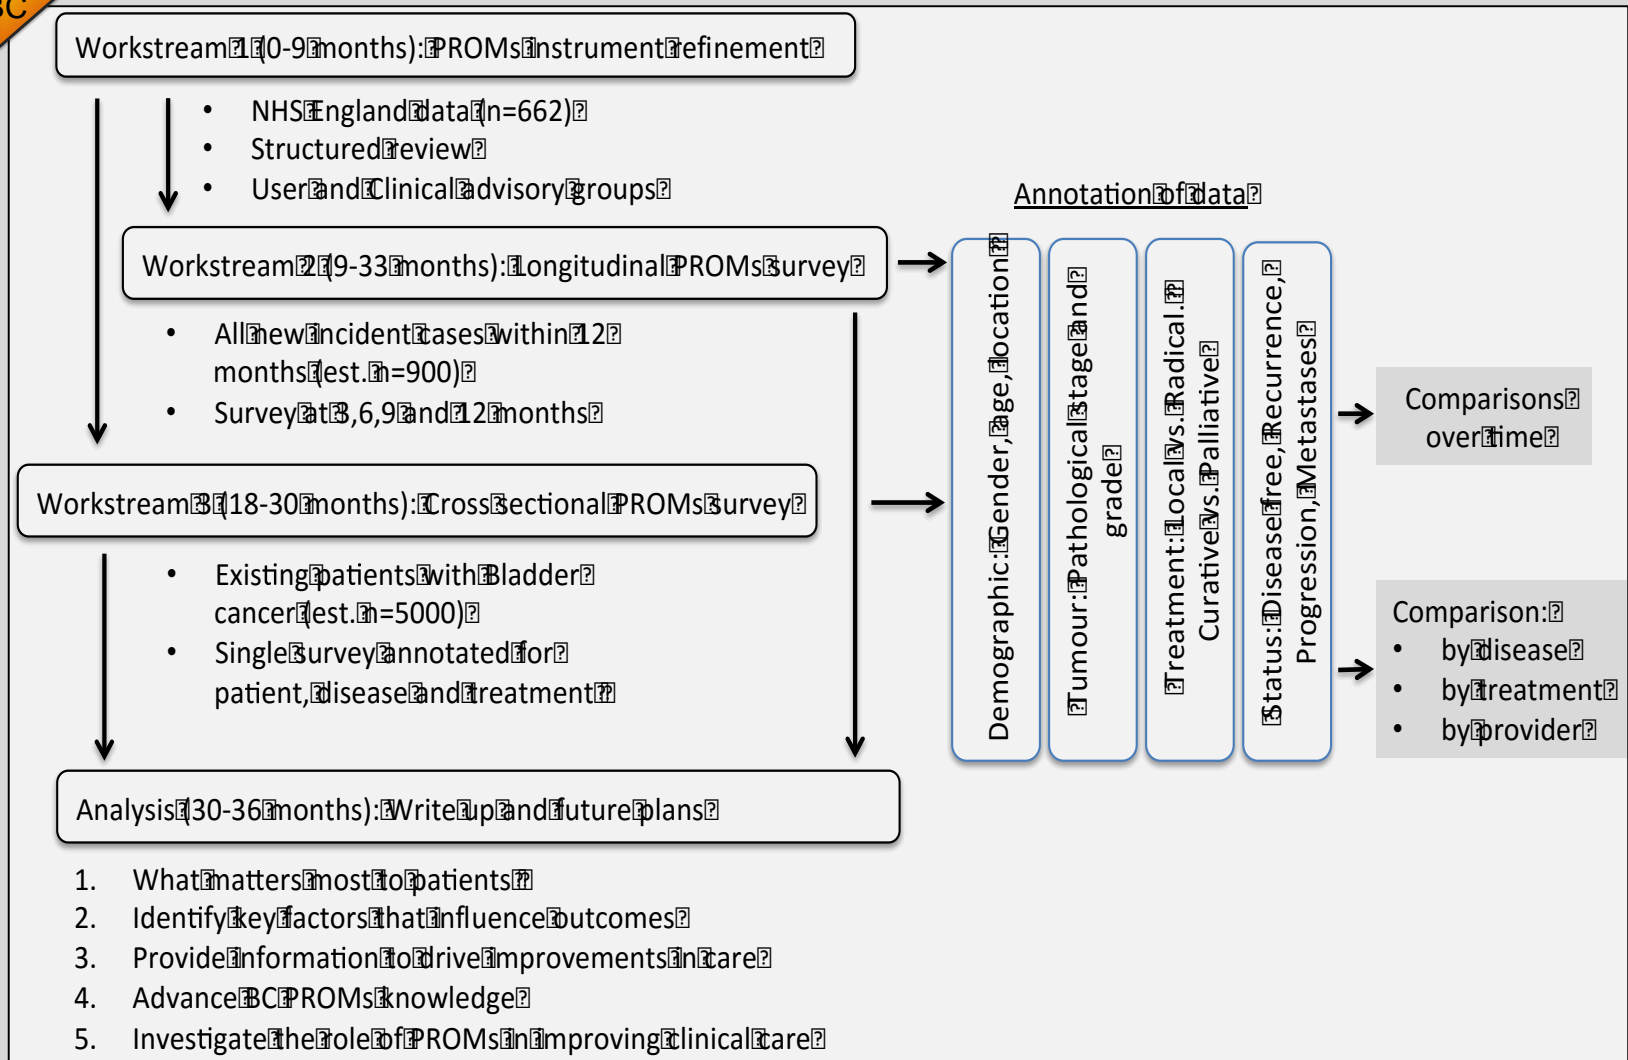 BC
Workstream 1 (0-9 months): PROMs instrument refinement
• NHS England data (n=662)
• Structured review
• User and Clinical advisory groups
Annotation of data
Workstream 2 (9-33 months): Longitudinal PROMs survey
• All new incident cases within 12
months (est. n=900)
• Survey at 3,6,9 and 12 months
Workstream 3 (18-30 months): Cross sectional PROMs survey
• Existing patients with Bladder
cancer (est. n=5000)
• Single survey annotated for
patient, disease and treatment
Demographic: Gender, age, location
Tumour: Pathological stage and
grade
Treatment: Local vs. Radical.
Curative vs. Palliative
Status: Disease free, Recurrence,
Progression, Metastases
Comparisons
over time
Comparison:
• by disease
• by treatment
• by provider
Analysis (30-36 months): Write up and future plans
1. What matters most to patients
2. Identify key factors that influence outcomes
3. Provide information to drive improvements in care
4. Advance BC PROMs knowledge
5. Investigate the role of PROMs in improving clinical care